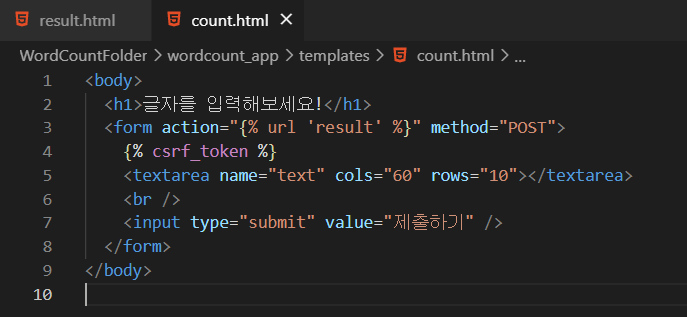 result.html count.html ×
WordCountFolder > wordcount_app > templates > count.html > ...
1 <body>
2 <h1>글자를 입력해보세요!</h1>
3 <form action="{% url 'result' %}" method="POST">
4 {% csrf_token %}
5 <textarea name="text" cols="60" rows="10"></textarea>
6 <br />
7 <input type="submit" value="제출하기" />
8 </form>
9 </body>
10